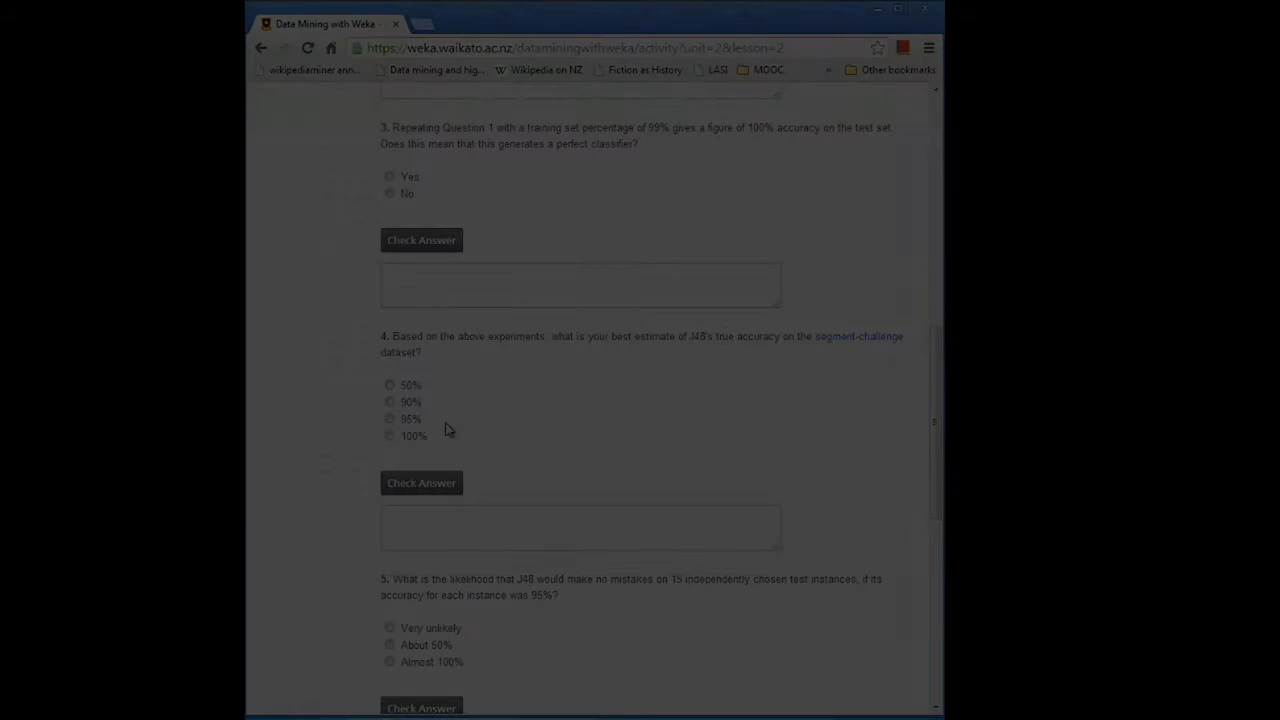 Data Mining with Weka -
https://weka.waikato.ac.nz/dataminingwithweka/activity?unit=2&lesson=2
wikipediaminer ann... Data mining and hig... Wikipedia on NZ Fiction as History LASI MOOC » Other bookmarks
3. Repeating Question 1 with a training set percentage of 99% gives a figure of 100% accuracy on the test set.
Does this mean that this generates a perfect classifier?
Yes
No
Check Answer
4. Based on the above experiments, what is your best estimate of J48's true accuracy on the segment-challenge
dataset?
50%
90%
95%
100%
Check Answer
5. What is the likelihood that J48 would make no mistakes on 15 independently chosen test instances, if its
accuracy for each instance was 95%?
Very unlikely
About 50%
Almost 100%
Check Answer